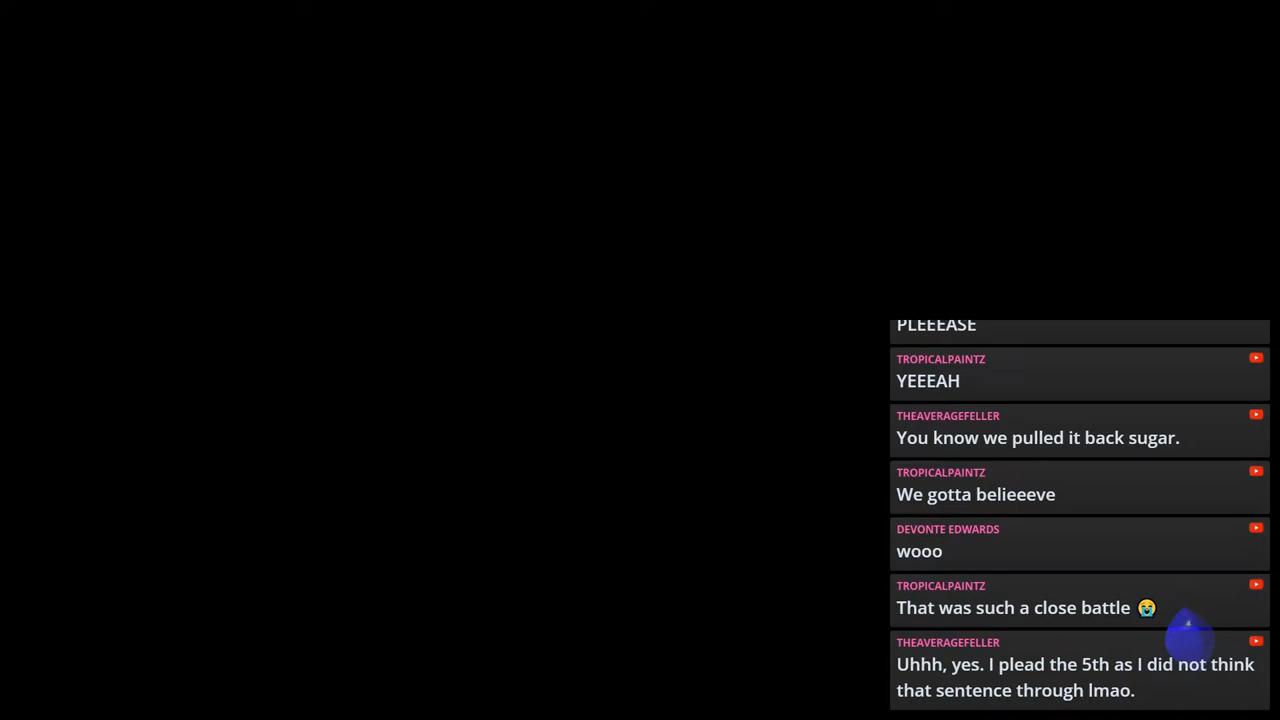 PLEEEASE
TROPICALPAINTZ
YEEEAH
THEAVERAGEFELLER
You know we pulled it back sugar.
TROPICALPAINTZ
We gotta belieeeve
DEVONTE EDWARDS
wooo
TROPICALPAINTZ
That was such a close battle 😭
THEAVERAGEFELLER
Uhhh, yes. I plead the 5th as I did not think
that sentence through lmao.